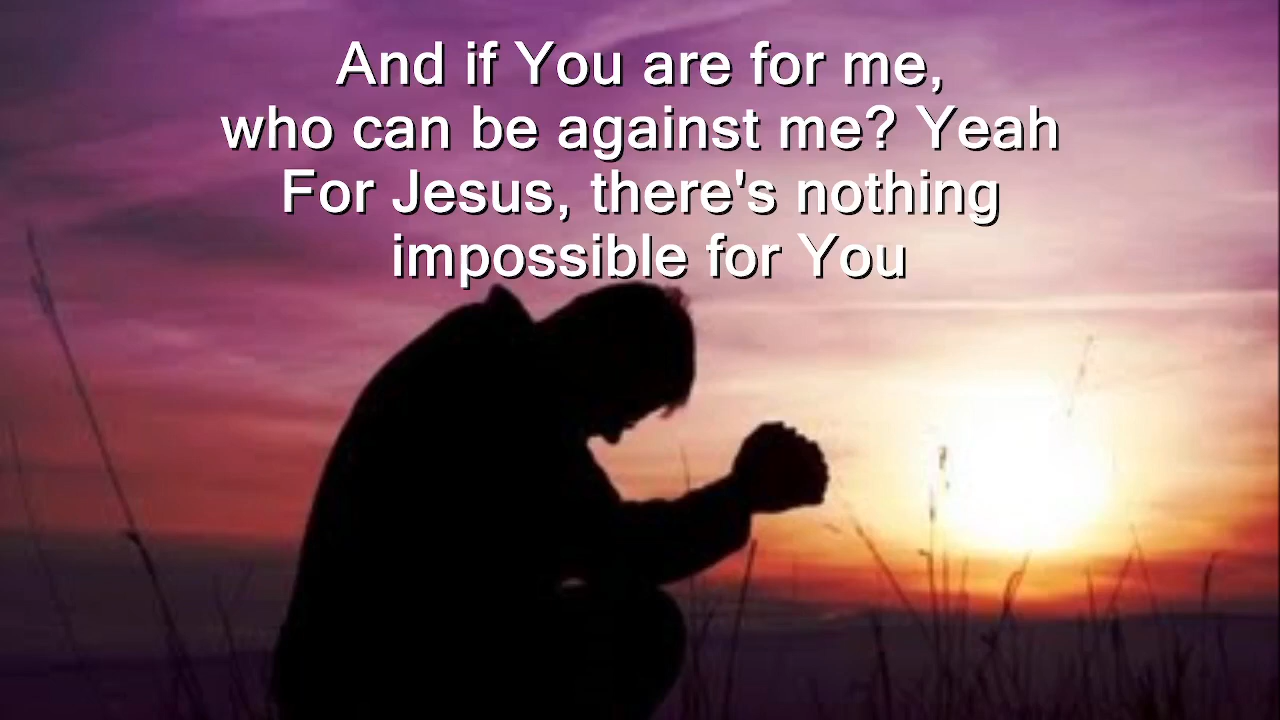 And if You are for me,
who can be against me? Yeah
For Jesus, there's nothing
impossible for You